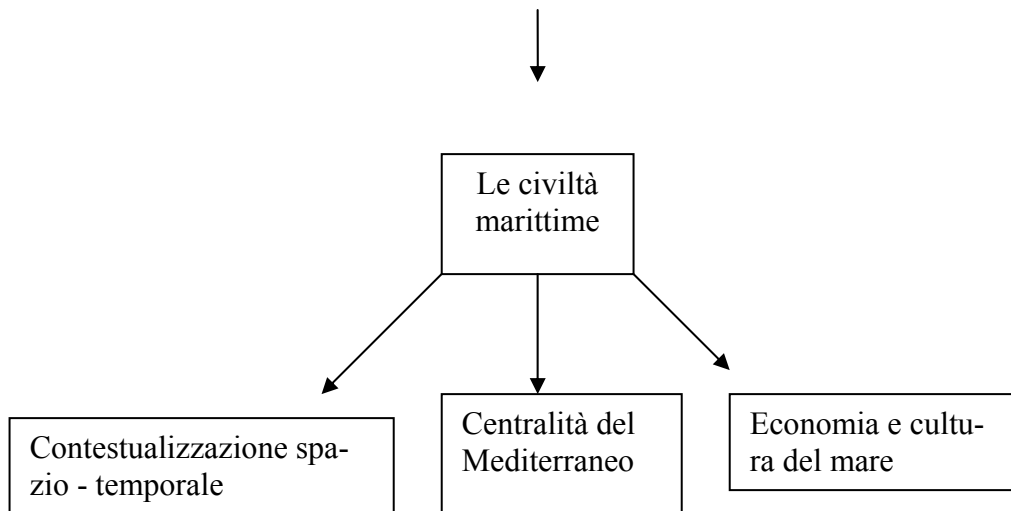 Le civiltà
marittime
Contestualizzazione spa-
zio - temporale
Centralità del
Mediterraneo
Economia e cultu-
ra del mare